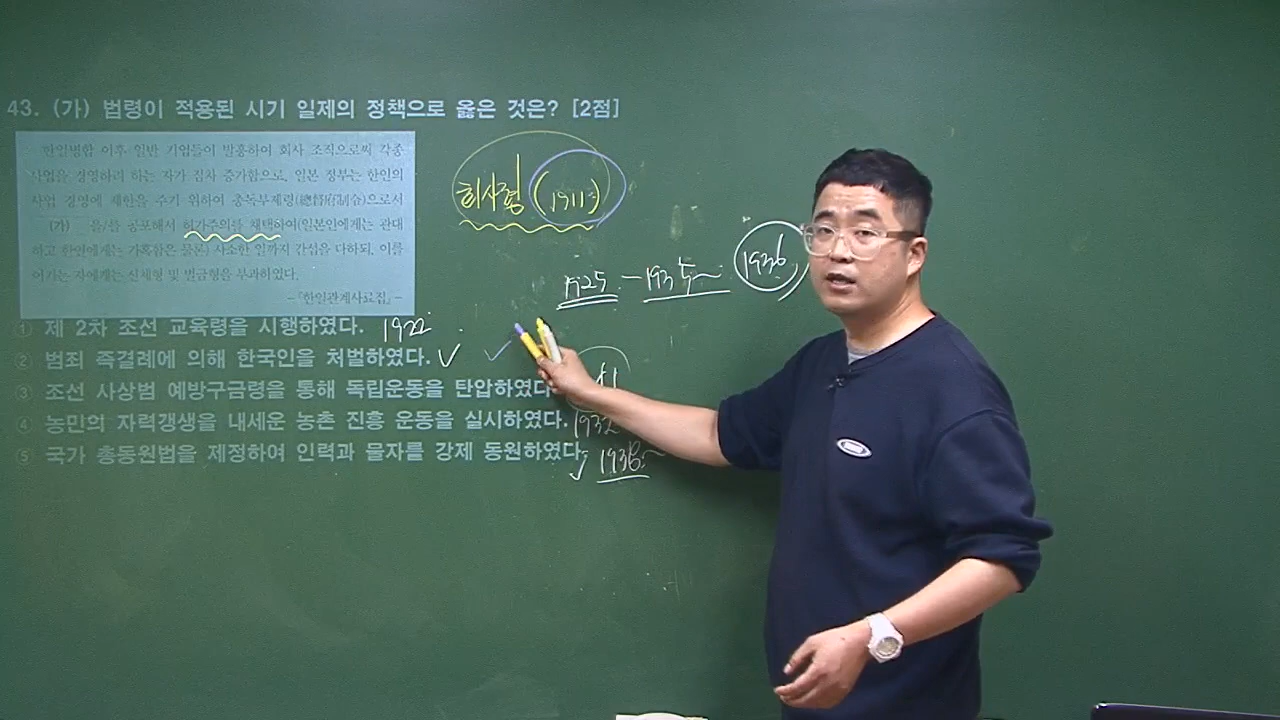 43. (가) 법령이 적용된 시기 일제의 정책으로 옳은 것은? [2점]
한일병합 이후 일반 기업들이 발흥하여 회사 조직으로써 각종
사업을 경영하려 하는 자가 점차 증가함으로, 일본 정부는 한인의
사업 경영에 제한을 주기 위하여 총독부제령(總督府制令)으로서
(가) 을/를 공포해서 허가주의를 채택하여(일본인에게는 관대
하고 한인에게는 가혹함은 물론) 사소한 일까지 간섭을 다하되, 이를
어기는 자에게는 신체형 및 벌금형을 부과하였다.
-『한일관계사료집』-
① 제 2차 조선 교육령을 시행하였다. 1922
② 범죄 즉결례에 의해 한국인을 처벌하였다.
③ 조선 사상범 예방구금령을 통해 독립운동을 탄압하였다.
④ 농민의 자력갱생을 내세운 농촌 진흥 운동을 실시하였다. 1932
⑤ 국가 총동원법을 제정하여 인력과 물자를 강제 동원하였다. 1938~
회사령 (1911)
1925 - 1935~ 1936